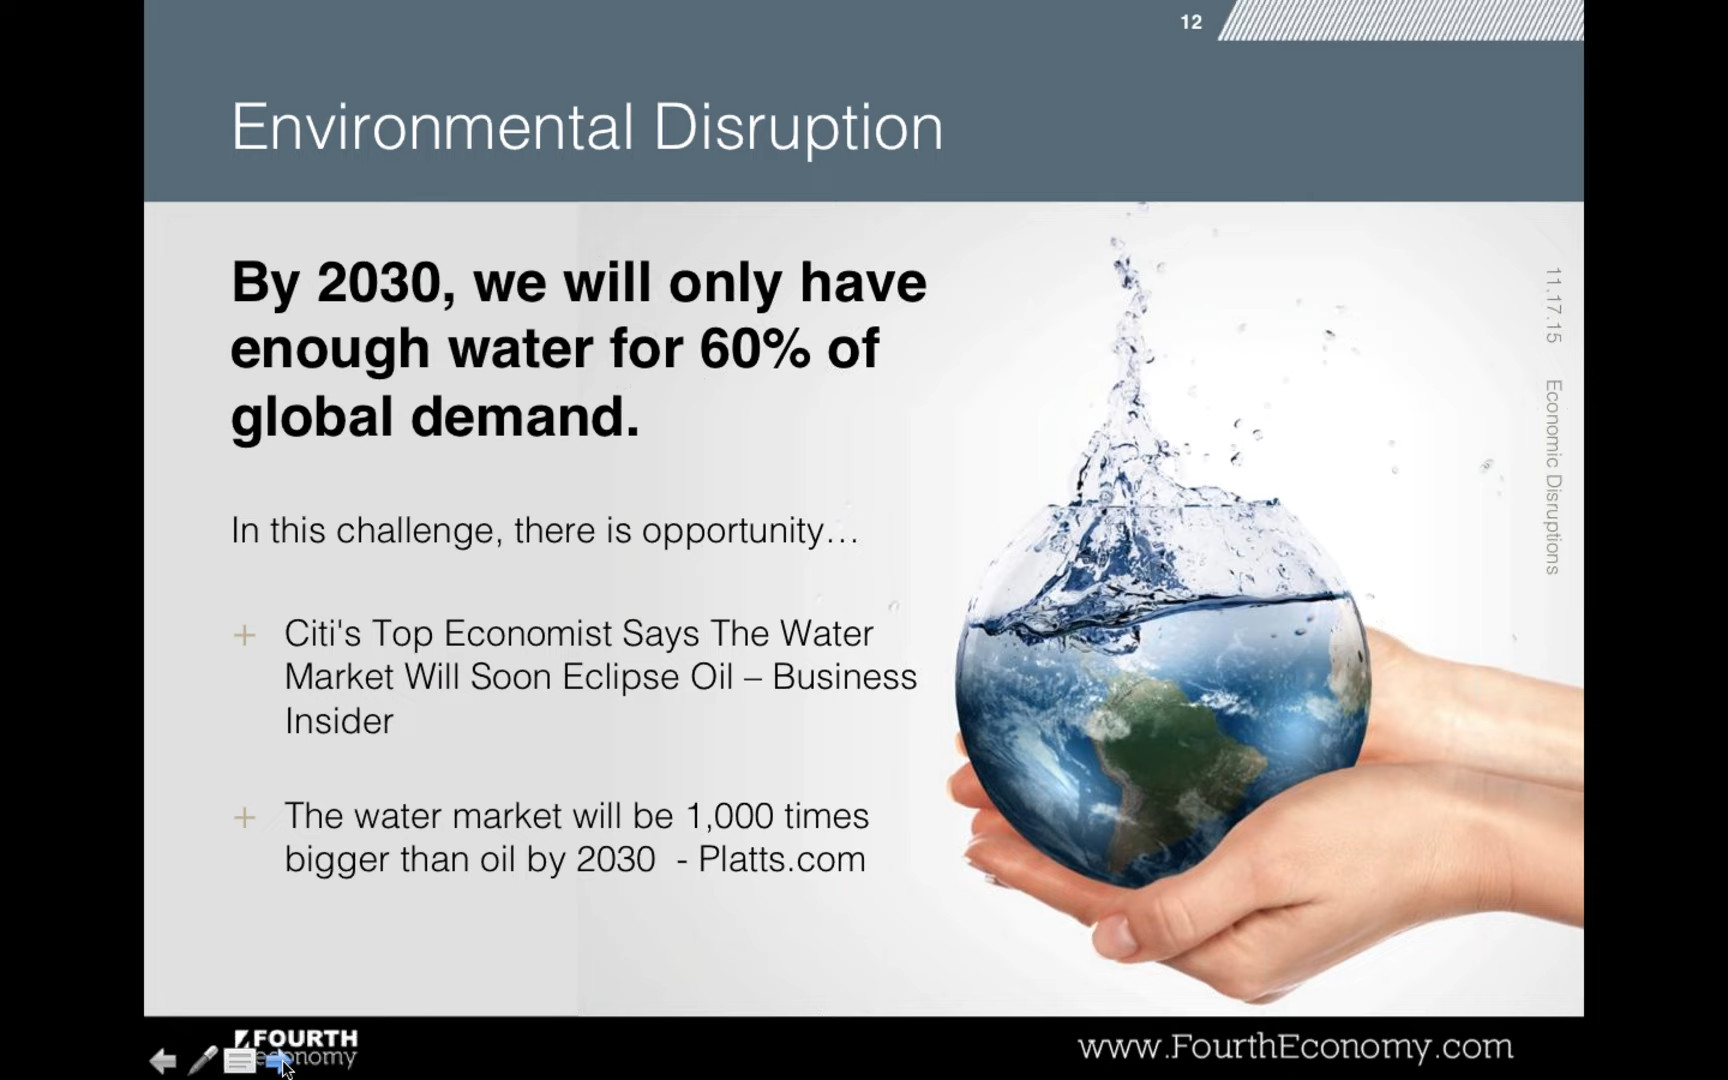 12
Environmental Disruption
By 2030, we will only have
enough water for 60% of
global demand.
In this challenge, there is opportunity…
+ Citi's Top Economist Says The Water
Market Will Soon Eclipse Oil – Business
Insider
+ The water market will be 1,000 times
bigger than oil by 2030 - Platts.com
11.17.15
Economic Disruptions
FOURTH
economy
www.FourthEconomy.com